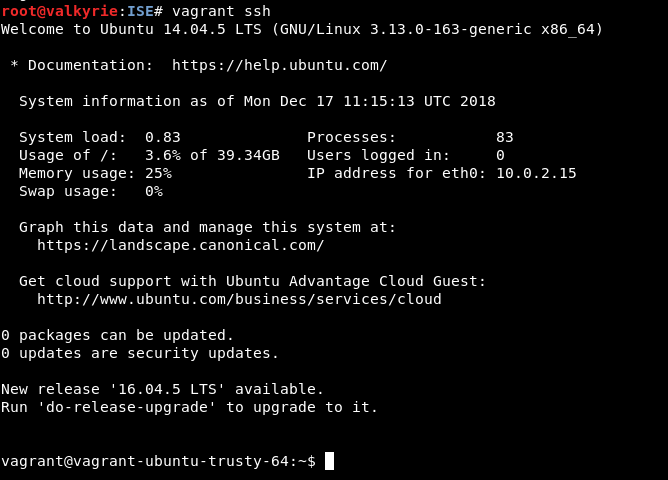 root@valkyrie:ISE# vagrant ssh
Welcome to Ubuntu 14.04.5 LTS (GNU/Linux 3.13.0-163-generic x86_64)
* Documentation:  https://help.ubuntu.com/
System information as of Mon Dec 17 11:15:13 UTC 2018
System load:  0.83              Processes:           83
Usage of /:   3.6% of 39.34GB   Users logged in:     0
Memory usage: 25%               IP address for eth0: 10.0.2.15
Swap usage:   0%
Graph this data and manage this system at:
https://landscape.canonical.com/
Get cloud support with Ubuntu Advantage Cloud Guest:
http://www.ubuntu.com/business/services/cloud
0 packages can be updated.
0 updates are security updates.
New release '16.04.5 LTS' available.
Run 'do-release-upgrade' to upgrade to it.
vagrant@vagrant-ubuntu-trusty-64:~$